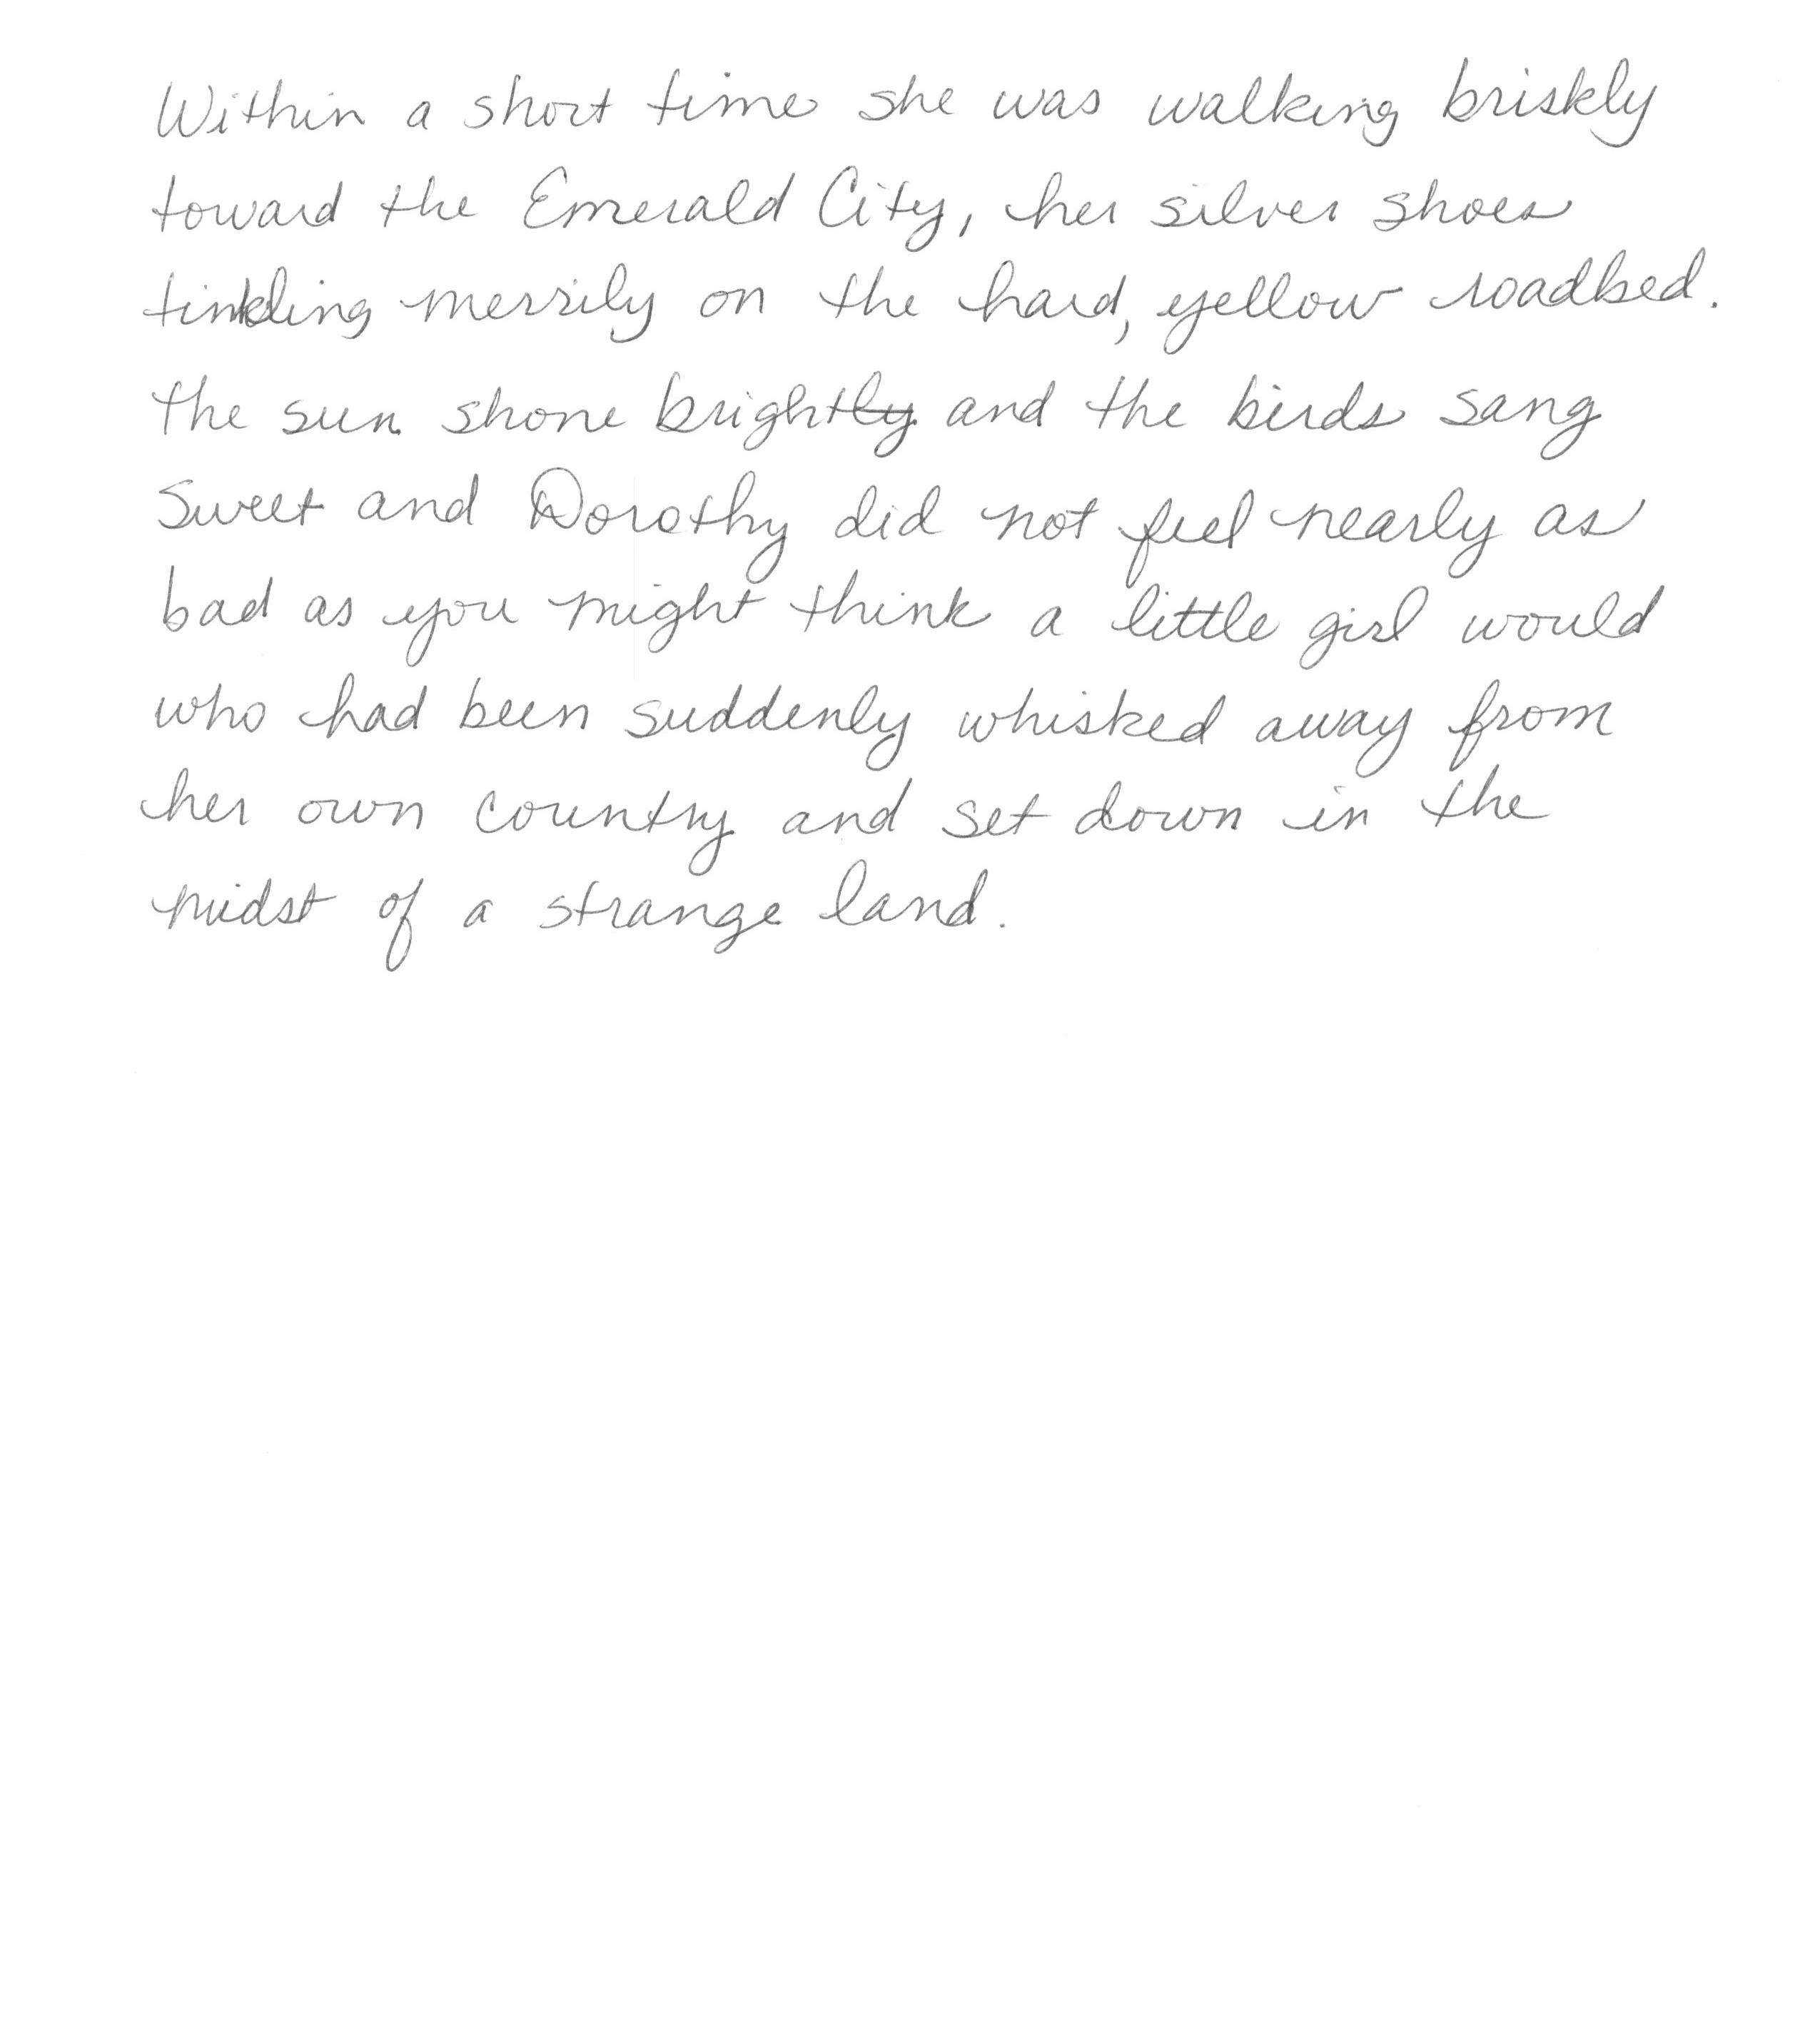 Within a short time she was walking briskly
toward the Emerald City, her silver shoes
tinkling merrily on the hard, yellow roadbed.
The sun shone bright and the birds sang
sweet and Dorothy did not feel nearly as
bad as you might think a little girl would
who had been suddenly whisked away from
her own country and set down in the
midst of a strange land.